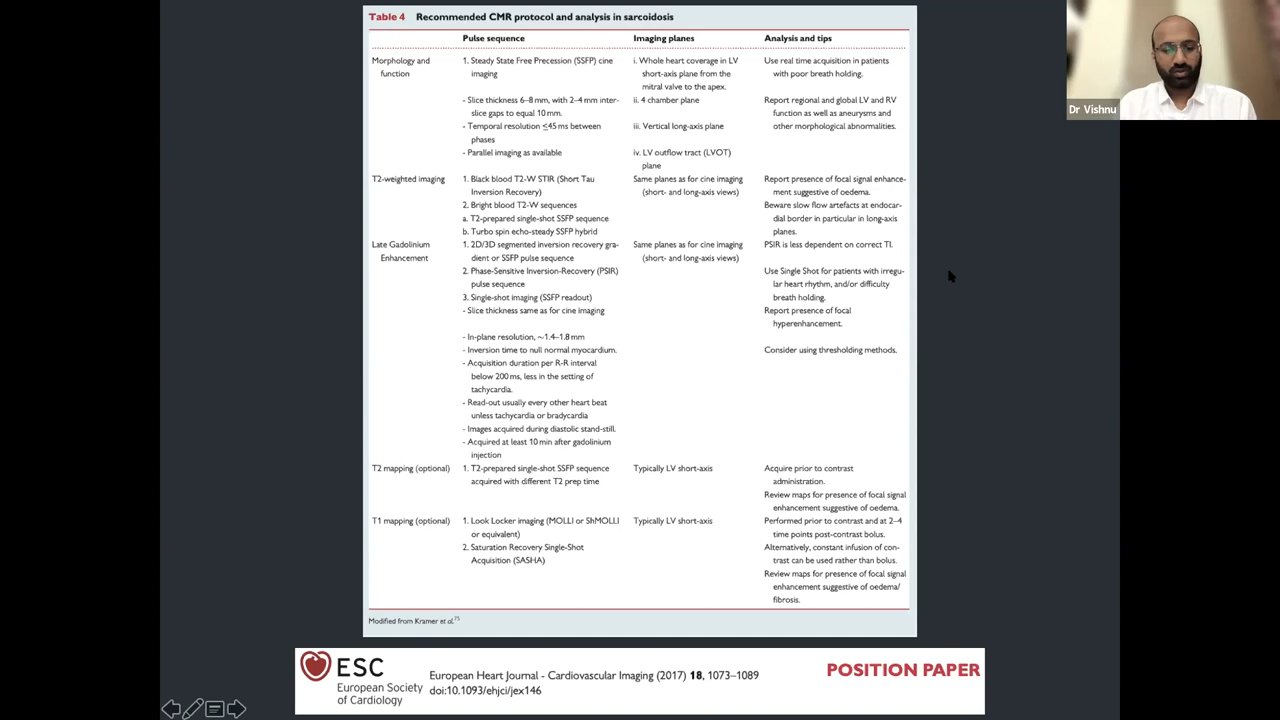 Table 4 Recommended CMR protocol and analysis in sarcoidosis
Pulse sequence Imaging planes Analysis and tips
Morphology and
function
1. Steady State Free Precession (SSFP) cine
imaging
- Slice thickness 6–8 mm, with 2–4 mm inter-
slice gaps to equal 10 mm.
- Temporal resolution ≤45 ms between
phases
- Parallel imaging as available
i. Whole heart coverage in LV
short-axis plane from the
mitral valve to the apex.
ii. 4 chamber plane
iii. Vertical long-axis plane
iv. LV outflow tract (LVOT)
plane
Use real time acquisition in patients
with poor breath holding.
Report regional and global LV and RV
function as well as aneurysms and
other morphological abnormalities.
T2-weighted imaging
1. Black blood T2-W STIR (Short Tau
Inversion Recovery)
2. Bright blood T2-W sequences
a. T2-prepared single-shot SSFP sequence
b. Turbo spin echo-steady SSFP hybrid
Same planes as for cine imaging
(short- and long-axis views)
Report presence of focal signal enhance-
ment suggestive of oedema.
Beware slow flow artefacts at endocar-
dial border in particular in long-axis
planes.
Late Gadolinium
Enhancement
1. 2D/3D segmented inversion recovery gra-
dient or SSFP pulse sequence
2. Phase-Sensitive Inversion-Recovery (PSIR)
pulse sequence
3. Single-shot imaging (SSFP readout)
- Slice thickness same as for cine imaging
- In-plane resolution, ~1.4–1.8 mm
- Inversion time to null normal myocardium.
- Acquisition duration per R-R interval
below 200 ms, less in the setting of
tachycardia.
- Read-out usually every other heart beat
unless tachycardia or bradycardia
- Images acquired during diastolic stand-still.
- Acquired at least 10 min after gadolinium
injection
Same planes as for cine imaging
(short- and long-axis views)
PSIR is less dependent on correct TI.
Use Single Shot for patients with irregu-
lar heart rhythm, and/or difficulty
breath holding.
Report presence of focal
hyperenhancement.
Consider using thresholding methods.
T2 mapping (optional)
1. T2-prepared single-shot SSFP sequence
acquired with different T2 prep time
Typically LV short-axis
Acquire prior to contrast
administration.
Review maps for presence of focal signal
enhancement suggestive of oedema.
T1 mapping (optional)
1. Look Locker imaging (MOLLI or ShMOLLI
or equivalent)
2. Saturation Recovery Single-Shot
Acquisition (SASHA)
Typically LV short-axis
Performed prior to contrast and at 2–4
time points post-contrast bolus.
Alternatively, constant infusion of con-
trast can be used rather than bolus.
Review maps for presence of focal signal
enhancement suggestive of oedema/
fibrosis.
Modified from Kramer et al.75
Dr Vishnu
ESC
European Society
of Cardiology
European Heart Journal - Cardiovascular Imaging (2017) 18, 1073–1089
doi:10.1093/ehjci/jex146
POSITION PAPER